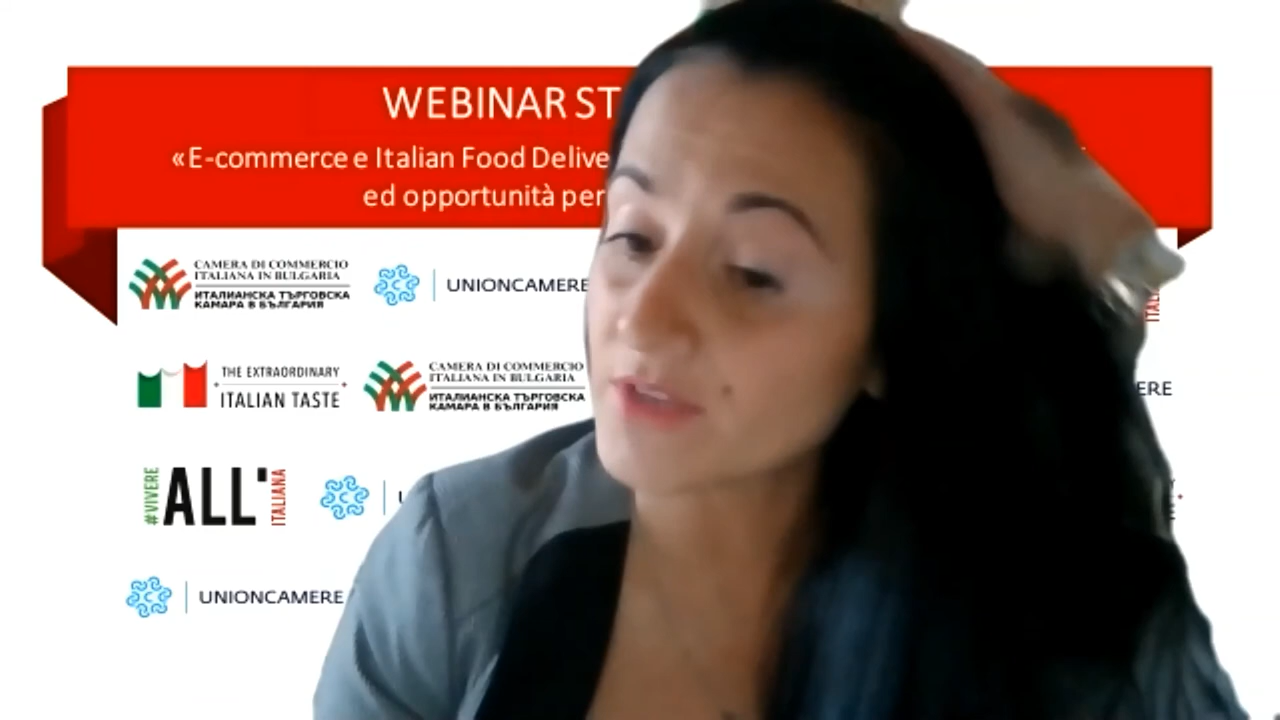 WEBINAR ST
«E-commerce e Italian Food Delive
ed opportunità per
CAMERA DI COMMERCIO
ITALIANA IN BULGARIA
ИТАЛИАНСКА ТЪРГОВСКА
КАМАРА В БЪЛГАРИЯ
UNIONCAMERE
THE EXTRAORDINARY
ITALIAN TASTE
CAMERA DI COMMERCIO
ITALIANA IN BULGARIA
ИТАЛИАНСКА ТЪРГОВСКА
КАМАРА В БЪЛГАРИЯ
ERE
#VIVERE
ALL'
ITALIANA
UNIONCAMERE